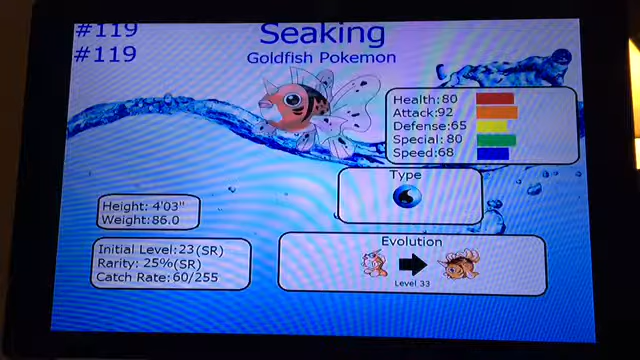 #119
Seaking
#119
Goldfish Pokemon
Health: 80
Attack: 92
Defense: 65
Special: 80
Speed: 68
Type
Height: 4'03"
Weight: 86.0
Initial Level: 23 (SR)
Rarity: 25% (SR)
Catch Rate: 60/255
Evolution
Level 33